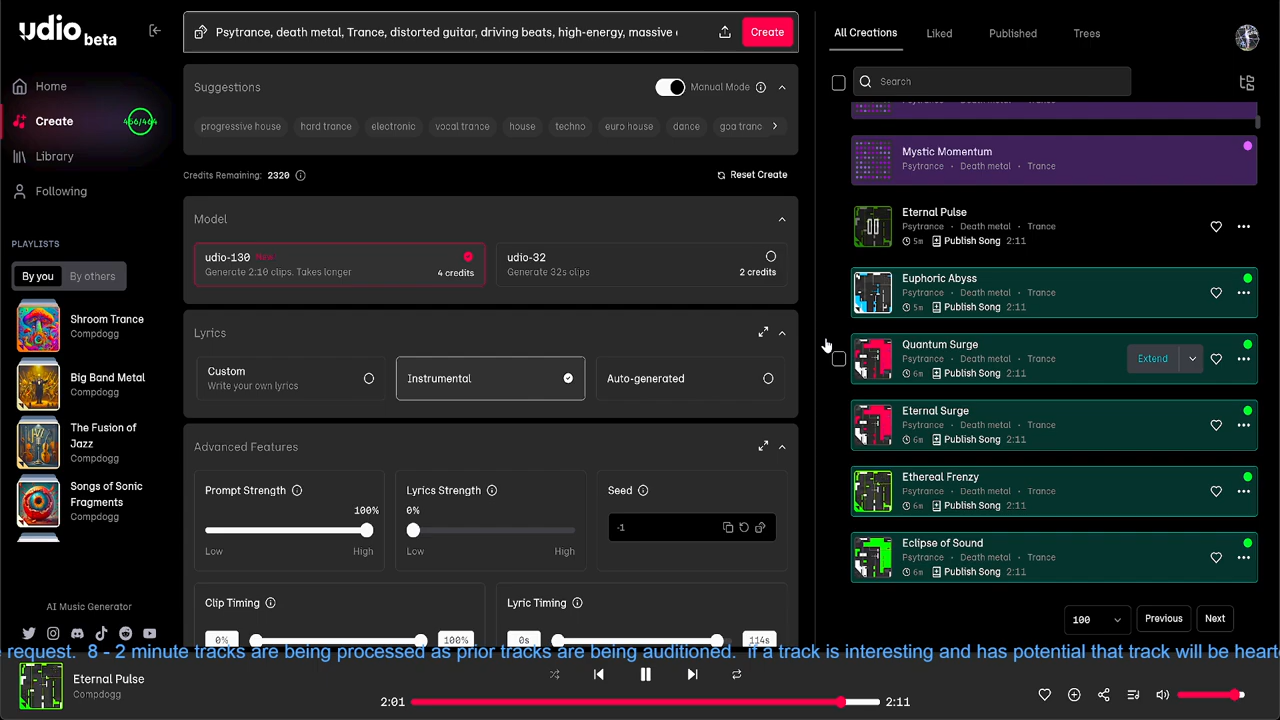 udio beta
Home
Create
Library
Following
PLAYLISTS
By you
By others
Shroom Trance
Compdogg
Big Band Metal
Compdogg
The Fusion of
Jazz
Compdogg
Songs of Sonic
Fragments
Compdogg
AI Music Generator
Psytrance, death metal, Trance, distorted guitar, driving beats, high-energy, massive
Create
Suggestions
Manual Mode
progressive house
hard trance
electronic
vocal trance
house
techno
euro house
dance
goa tranc
Credits Remaining: 2320
Reset Create
Model
udio-130 New
Generate 2:10 clips. Takes longer
4 credits
udio-32
Generate 32s clips
2 credits
Lyrics
Custom
Write your own lyrics
Instrumental
Auto-generated
Advanced Features
Prompt Strength
100%
Low
High
Lyrics Strength
0%
Low
High
Seed
-1
Clip Timing
0%
100%
Lyric Timing
0s
114s
All Creations
Liked
Published
Trees
Search
Psytrance · Death metal · Trance
Mystic Momentum
Psytrance · Death metal · Trance
Eternal Pulse
Psytrance · Death metal · Trance
5m Publish Song 2:11
Euphoric Abyss
Psytrance · Death metal · Trance
5m Publish Song 2:11
Quantum Surge
Psytrance · Death metal · Trance
6m Publish Song 2:11
Extend
Eternal Surge
Psytrance · Death metal · Trance
6m Publish Song 2:11
Ethereal Frenzy
Psytrance · Death metal · Trance
6m Publish Song 2:11
Eclipse of Sound
Psytrance · Death metal · Trance
6m Publish Song 2:11
100
Previous
Next
e request. 8 - 2 minute tracks are being processed as prior tracks are being auditioned. If a track is interesting and has potential that track will be hearte
Eternal Pulse
Compdogg
2:01
2:11